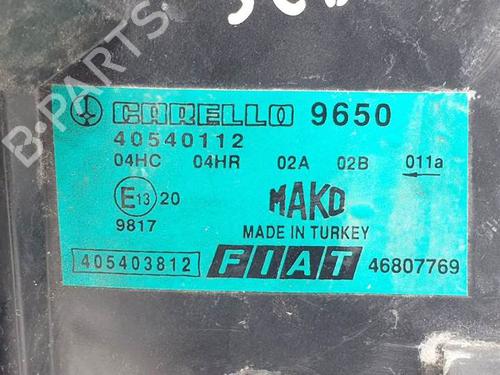 CARELLO 9650
40540112
04HC 04HR 02A 02B 011a
E13 20
MAKO
9817
MADE IN TURKEY
405403812 FIAT 46807769
B-PARTS